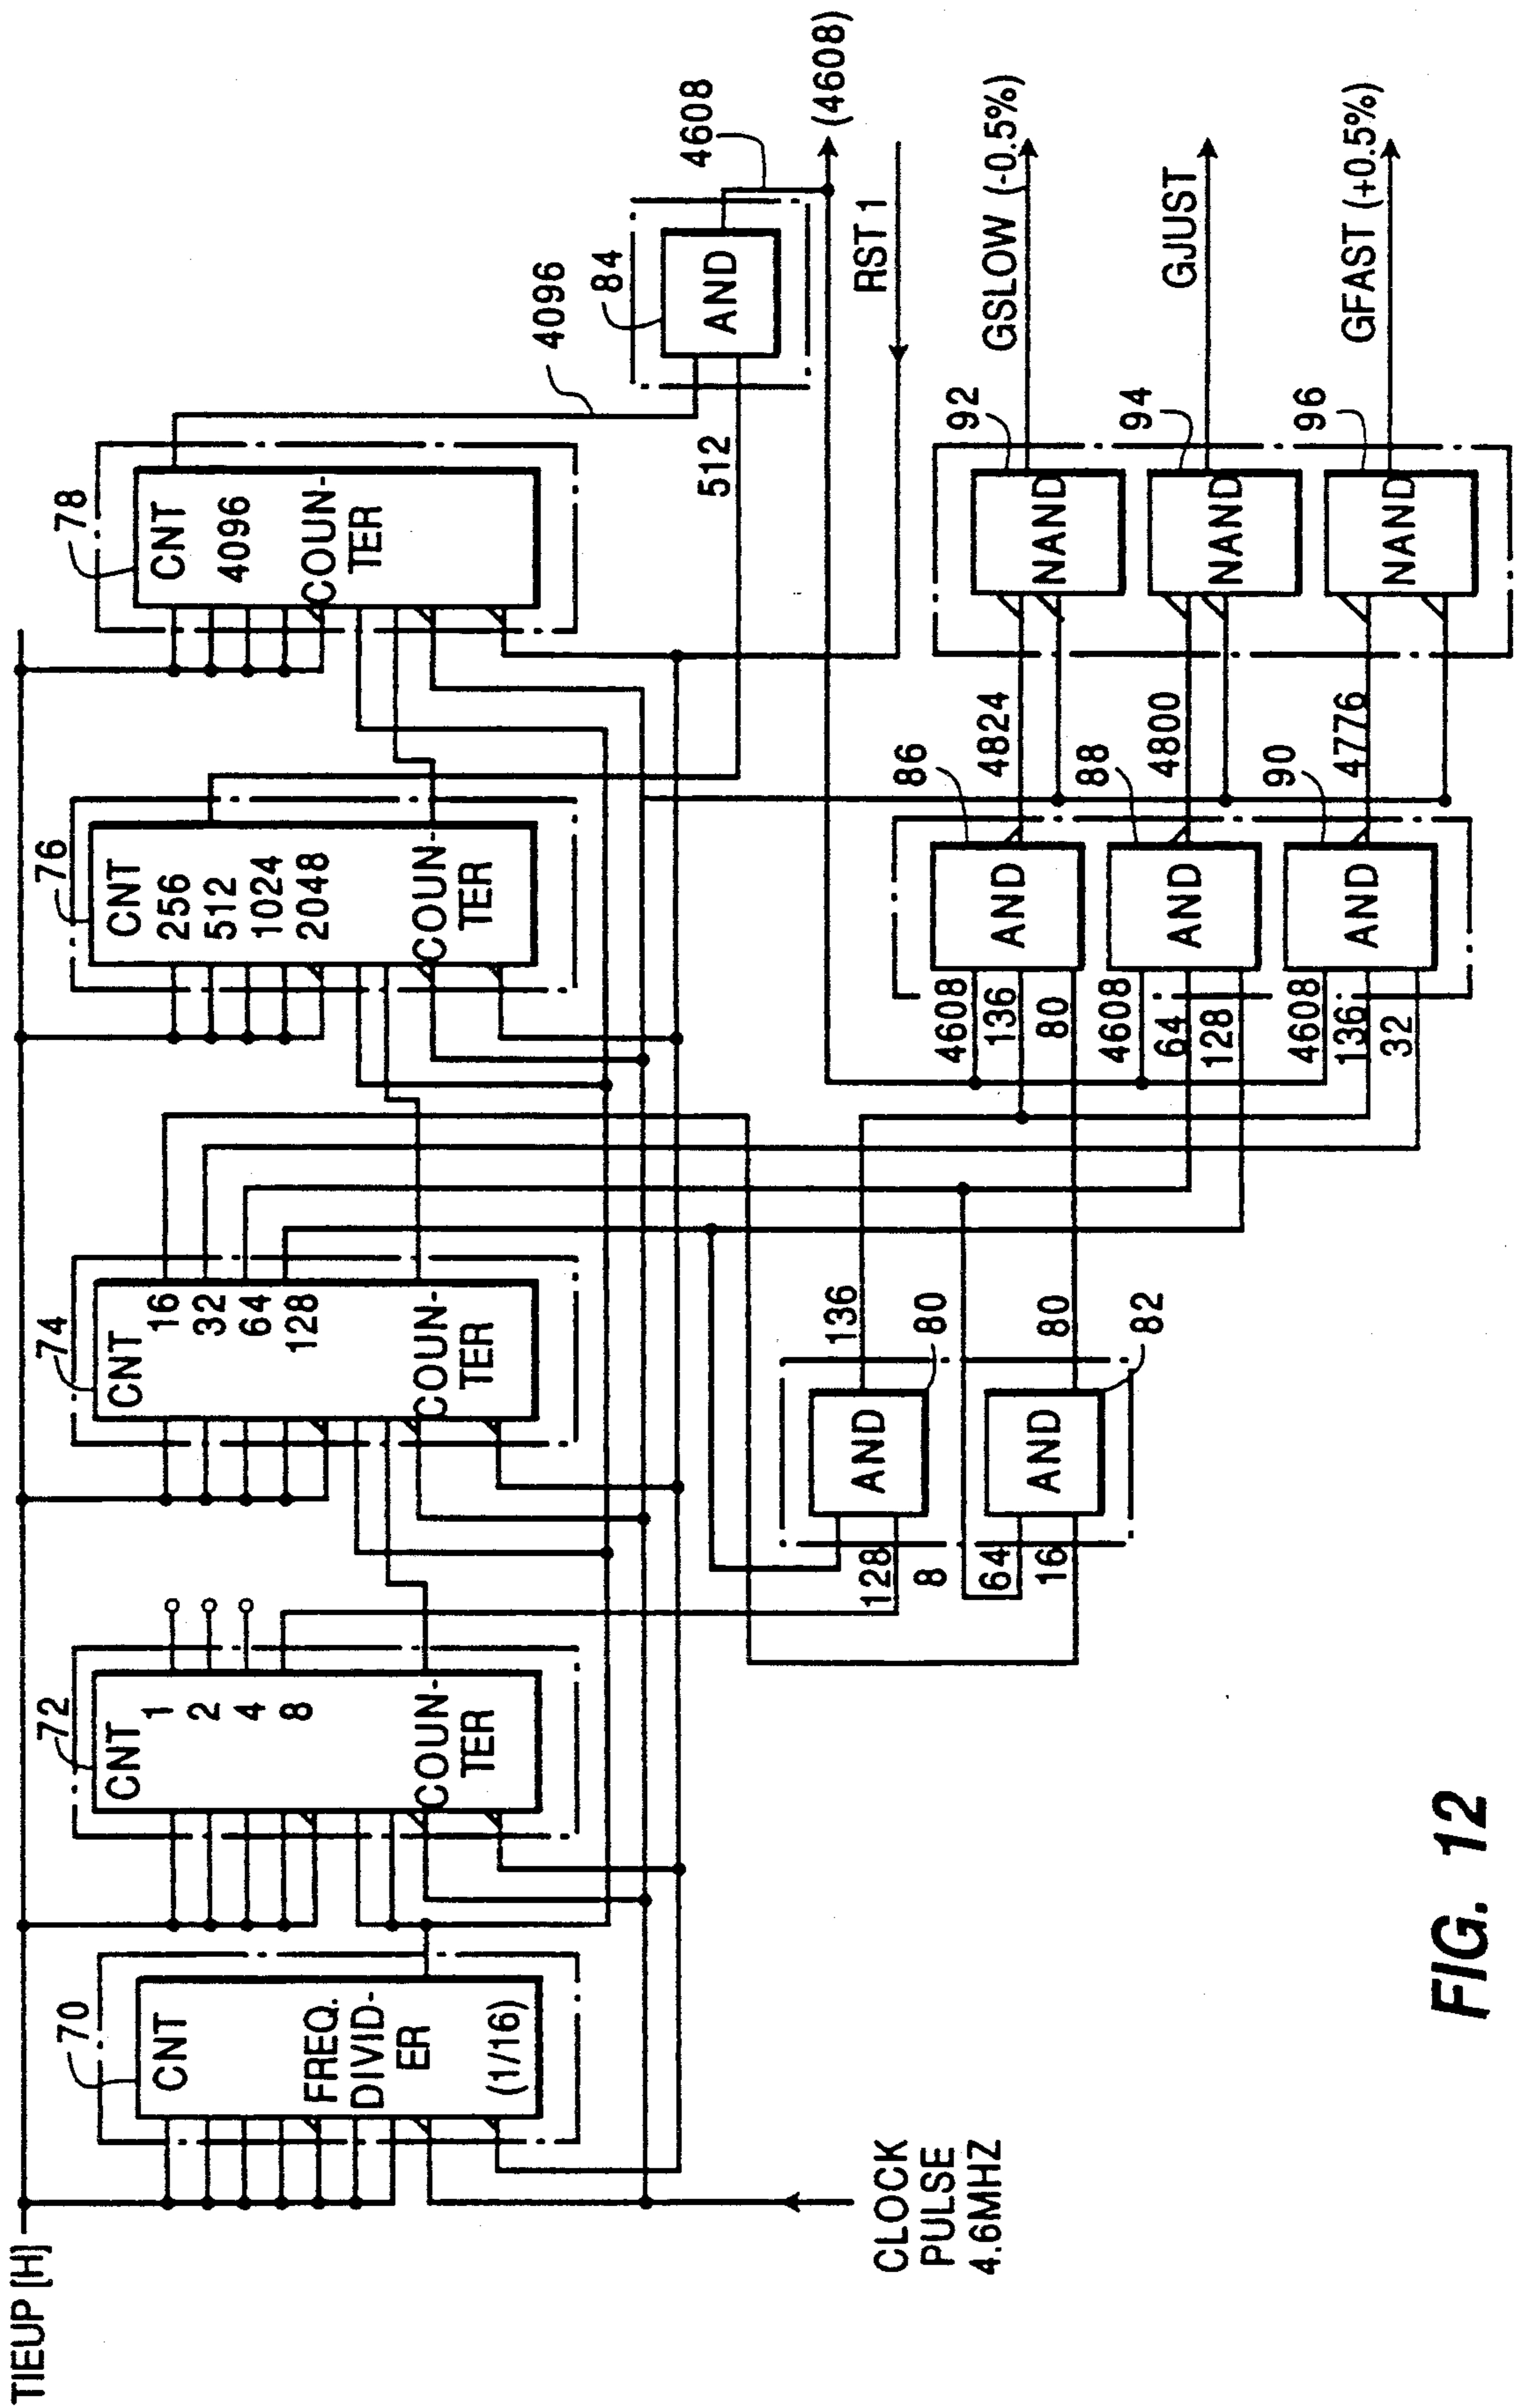 TIEUP [H]
70
CNT
FREQ.
DIVID-
ER
(1/16)
CLOCK
PULSE
4.6MHZ
72
CNT
1
2
4
8
COUN-
TER
74
CNT
16
32
64
128
COUN-
TER
76
CNT
256
512
1024
2048
COUN-
TER
78
CNT
4096
COUN-
TER
128
8
AND
136
80
64
16
AND
80
82
4096
512
84
AND
4608
(4608)
RST 1
4608
136
80
AND
86
4824
4608
64
128
AND
88
4800
4608
136
32
AND
90
4776
NAND
92
GSLOW (-0.5%)
NAND
94
GJUST
NAND
96
GFAST (+0.5%)
FIG. 12